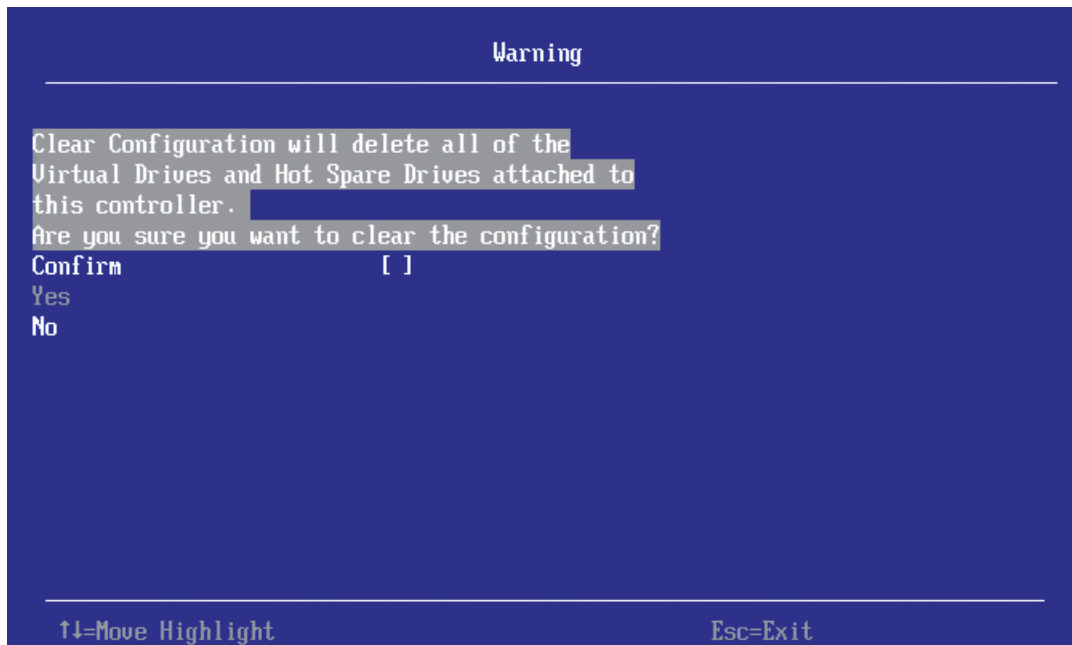 Warning
Clear Configuration will delete all of the
Virtual Drives and Hot Spare Drives attached to
this controller.
Are you sure you want to clear the configuration?
Confirm [ ]
Yes
No
↑↓=Move Highlight Esc=Exit